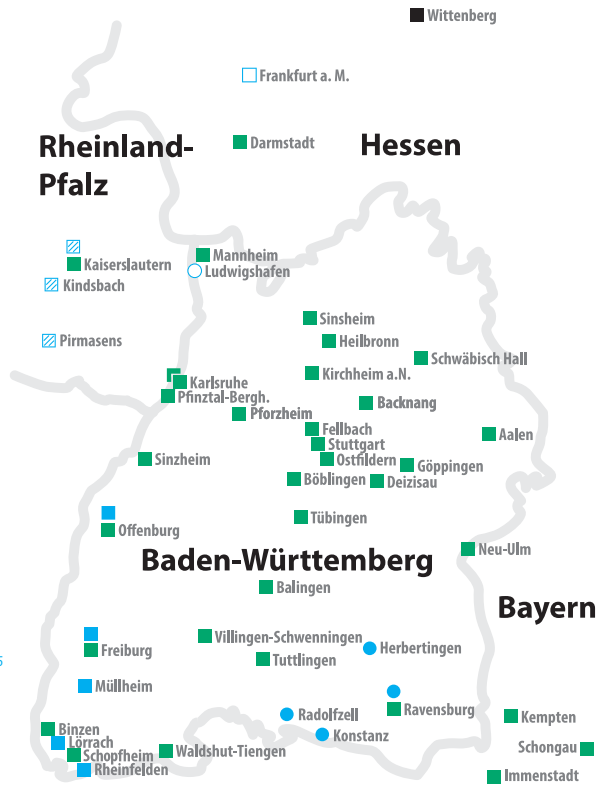 Wittenberg
Frankfurt a. M.
Darmstadt
Hessen
Rheinland-
Pfalz
Mannheim
Kaiserslautern
Ludwigshafen
Kindsbach
Sinsheim
Pirmasens
Heilbronn
Schwäbisch Hall
Kirchheim a.N.
Karlsruhe
Pfinztal-Bergh.
Backnang
Pforzheim
Fellbach
Aalen
Stuttgart
Sinzheim
Ostfildern
Göppingen
Böblingen
Deizisau
Tübingen
Offenburg
Neu-Ulm
Baden-Württemberg
Balingen
Bayern
Villingen-Schwenningen
Freiburg
Herbertingen
Tuttlingen
5
Müllheim
Ravensburg
Radolfzell
Kempten
Binzen
Konstanz
Lörrach
Waldshut-Tiengen
Schongau
Schopfheim
Rheinfelden
Immenstadt